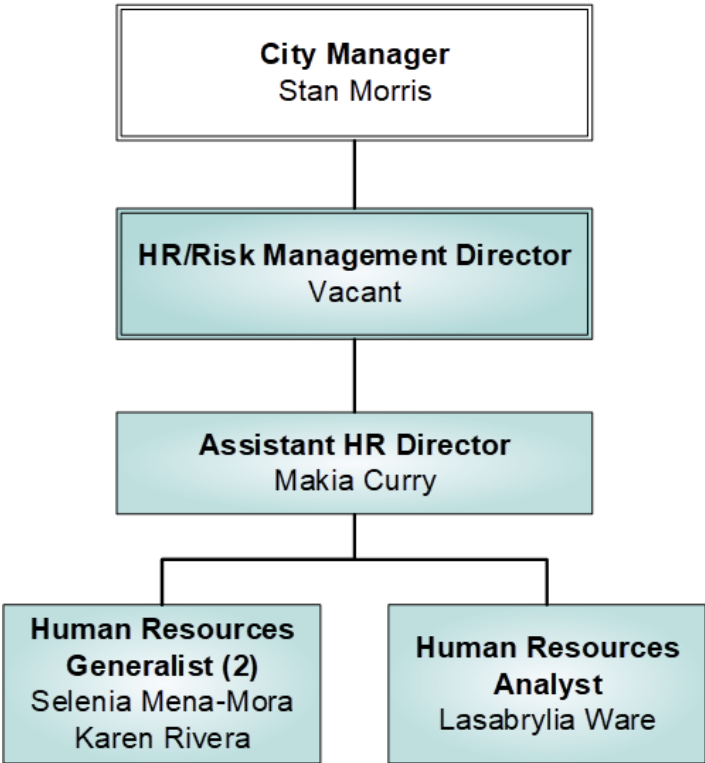 City Manager
Stan Morris
HR/Risk Management Director
Vacant
Assistant HR Director
Makia Curry
Human Resources
Generalist (2)
Selenia Mena-Mora
Karen Rivera
Human Resources
Analyst
Lasabrylia Ware